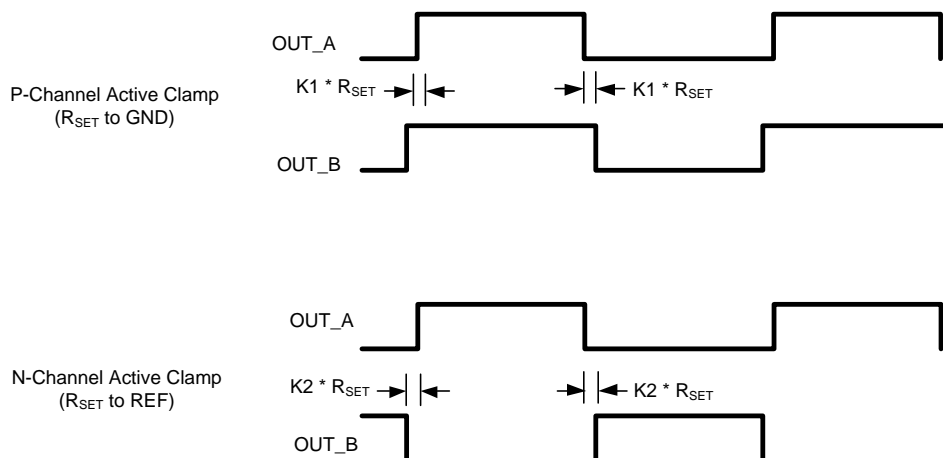 OUT_A
K1 * RSET
K1 * RSET
P-Channel Active Clamp
(RSET to GND)
OUT_B
OUT_A
K2 * RSET
K2 * RSET
N-Channel Active Clamp
(RSET to REF)
OUT_B